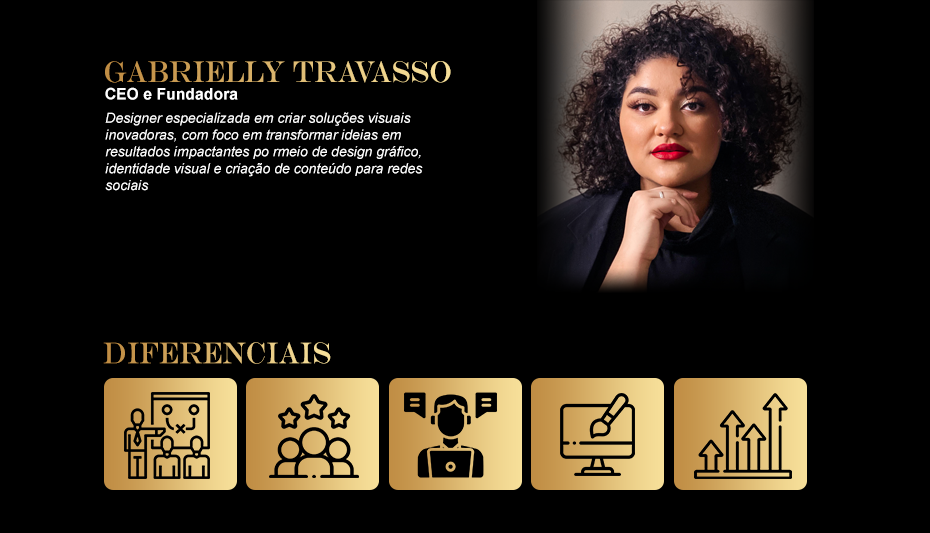 GABRIELLY TRAVASSO
CEO e Fundadora
Designer especializada em criar soluções visuais
inovadoras, com foco em transformar ideias em
resultados impactantes po rmeio de design gráfico,
identidade visual e criação de conteúdo para redes
sociais
DIFERENCIAIS